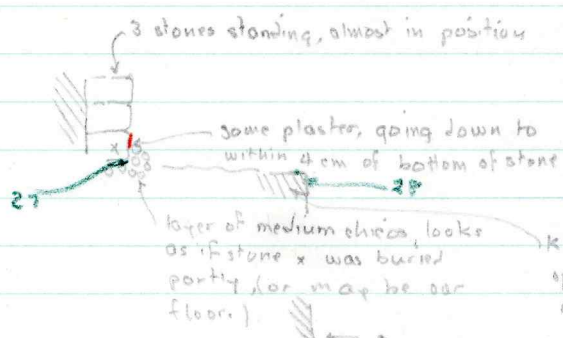 3 stones standing, almost in position
some plaster, going down to
within 4 cm of bottom of stone
x
27
28
layer of medium chicos, looks
as if stone x was buried
partly, (or may be our
floor.)
K